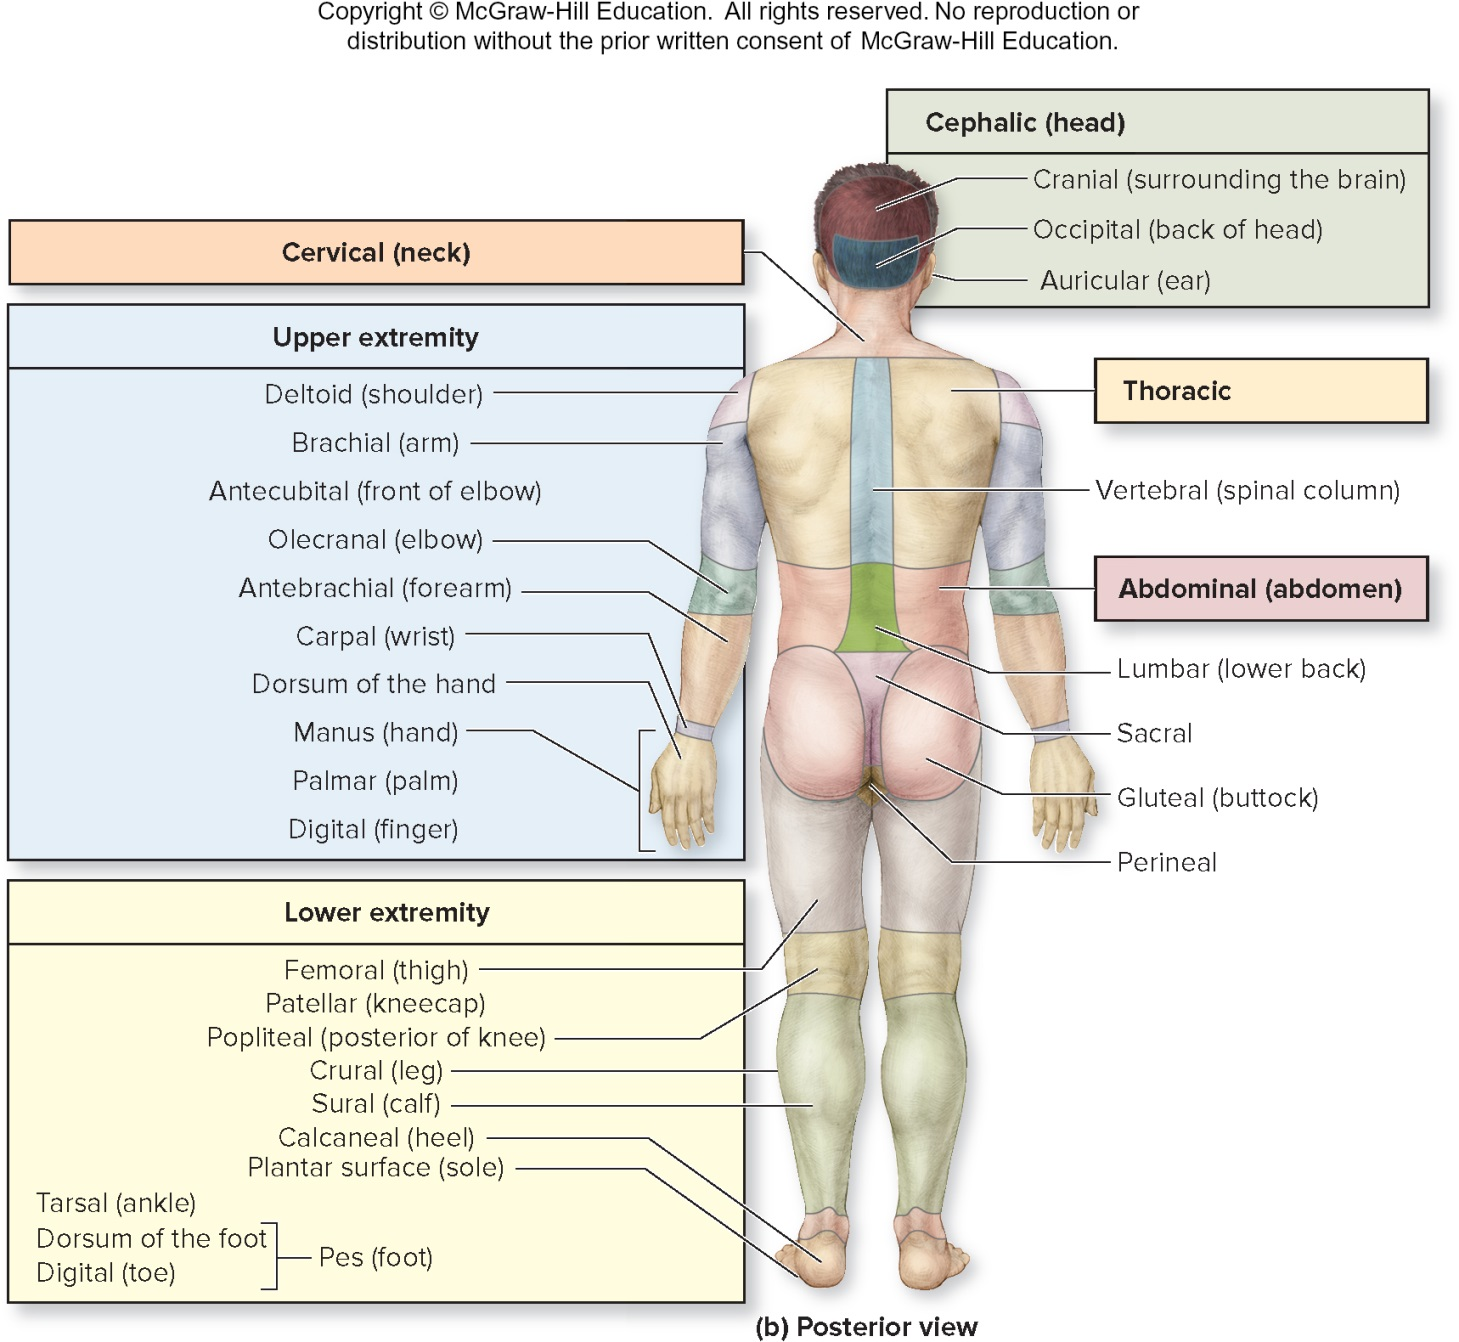 Copyright © McGraw-Hill Education. All rights reserved. No reproduction or
distribution without the prior written consent of McGraw-Hill Education.
Cephalic (head)
Cranial (surrounding the brain)
Occipital (back of head)
Auricular (ear)
Cervical (neck)
Upper extremity
Deltoid (shoulder)
Brachial (arm)
Antecubital (front of elbow)
Olecranal (elbow)
Antebrachial (forearm)
Carpal (wrist)
Dorsum of the hand
Manus (hand)
Palmar (palm)
Digital (finger)
Thoracic
Vertebral (spinal column)
Abdominal (abdomen)
Lumbar (lower back)
Sacral
Gluteal (buttock)
Perineal
Lower extremity
Femoral (thigh)
Patellar (kneecap)
Popliteal (posterior of knee)
Crural (leg)
Sural (calf)
Calcaneal (heel)
Plantar surface (sole)
Tarsal (ankle)
Dorsum of the foot
Digital (toe)
Pes (foot)
(b) Posterior view